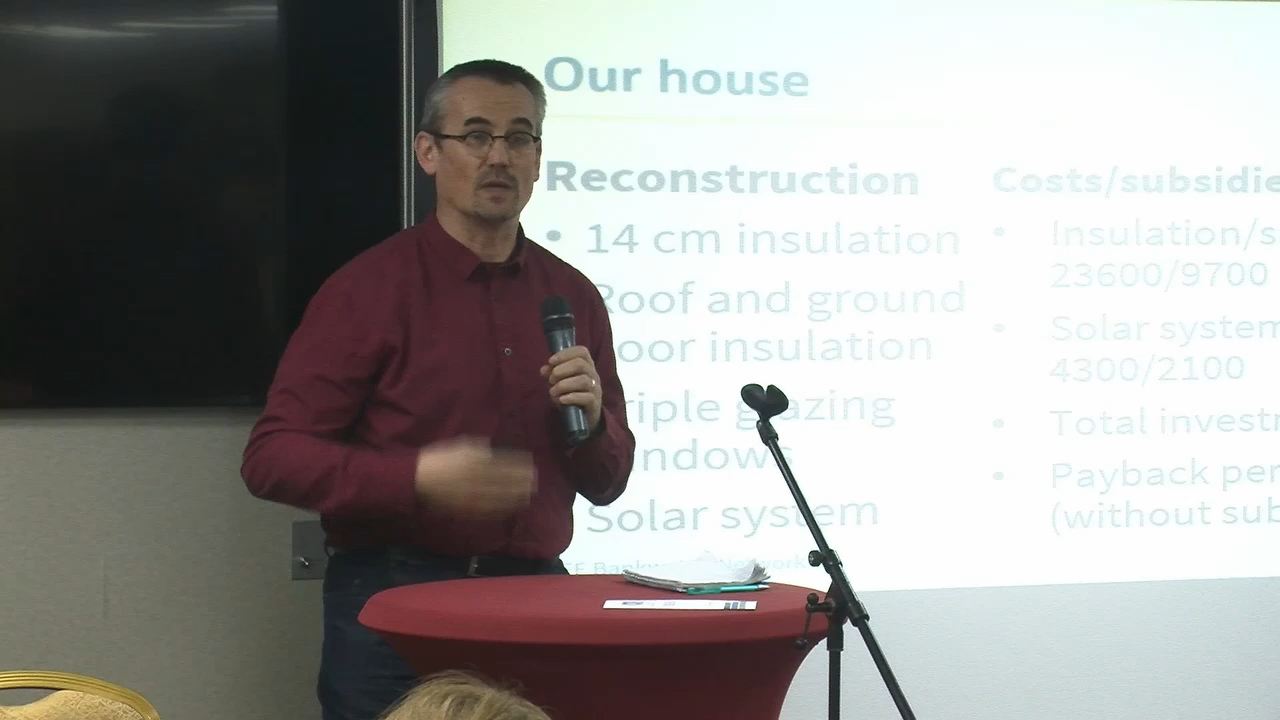 Our house
Reconstruction
• 14 cm insulation
Roof and ground
oor insulation
riple glazing
ndows
Solar system
Costs/subsidie
• Insulation/s
23600/9700
• Solar system
4300/2100
• Total invest
• Payback per
(without sub